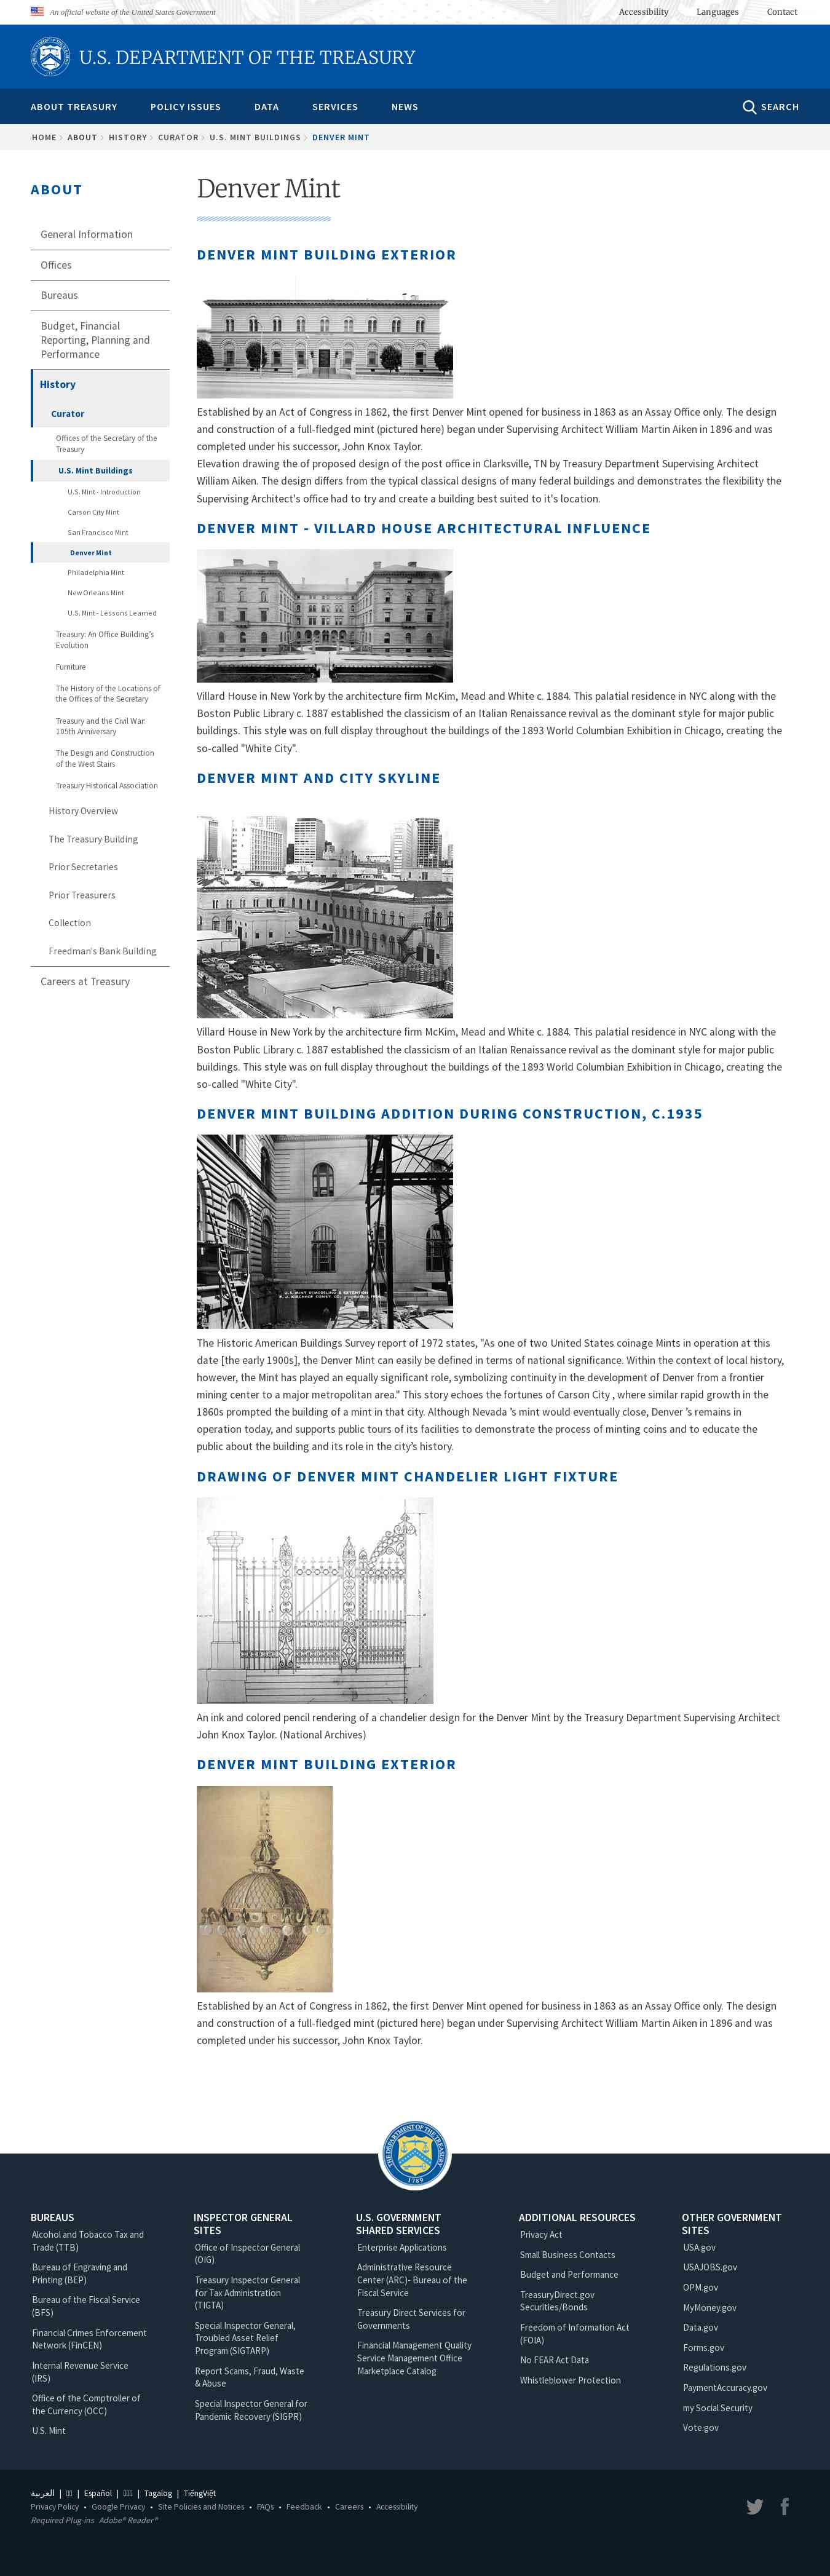 An official website of the United States Government
Accessibility
Languages
Contact
U.S. DEPARTMENT OF THE TREASURY
ABOUT TREASURY
POLICY ISSUES
DATA
SERVICES
NEWS
SEARCH
HOME
ABOUT
HISTORY
CURATOR
U.S. MINT BUILDINGS
DENVER MINT
ABOUT
General Information
Offices
Bureaus
Budget, Financial
Reporting, Planning and
Performance
History
Curator
Offices of the Secretary of the
Treasury
U.S. Mint Buildings
U.S. Mint - Introduction
Carson City Mint
San Francisco Mint
Denver Mint
Philadelphia Mint
New Orleans Mint
U.S. Mint - Lessons Learned
Treasury: An Office Building's
Evolution
Furniture
The History of the Locations of
the Offices of the Secretary
Treasury and the Civil War:
105th Anniversary
The Design and Construction
of the West Stairs
Treasury Historical Association
History Overview
The Treasury Building
Prior Secretaries
Prior Treasurers
Collection
Freedman's Bank Building
Careers at Treasury
Denver Mint
DENVER MINT BUILDING EXTERIOR
Established by an Act of Congress in 1862, the first Denver Mint opened for business in 1863 as an Assay Office only. The design
and construction of a full-fledged mint (pictured here) began under Supervising Architect William Martin Aiken in 1896 and was
completed under his successor, John Knox Taylor.
Elevation drawing the of proposed design of the post office in Clarksville, TN by Treasury Department Supervising Architect
William Aiken. The design differs from the typical classical designs of many federal buildings and demonstrates the flexibility the
Supervising Architect's office had to try and create a building best suited to it's location.
DENVER MINT - VILLARD HOUSE ARCHITECTURAL INFLUENCE
Villard House in New York by the architecture firm McKim, Mead and White c. 1884. This palatial residence in NYC along with the
Boston Public Library c. 1887 established the classicism of an Italian Renaissance revival as the dominant style for major public
buildings. This style was on full display throughout the buildings of the 1893 World Columbian Exhibition in Chicago, creating the
so-called "White City".
DENVER MINT AND CITY SKYLINE
Villard House in New York by the architecture firm McKim, Mead and White c. 1884. This palatial residence in NYC along with the
Boston Public Library c. 1887 established the classicism of an Italian Renaissance revival as the dominant style for major public
buildings. This style was on full display throughout the buildings of the 1893 World Columbian Exhibition in Chicago, creating the
so-called "White City".
DENVER MINT BUILDING ADDITION DURING CONSTRUCTION, C.1935
The Historic American Buildings Survey report of 1972 states, "As one of two United States coinage Mints in operation at this
date [the early 1900s], the Denver Mint can easily be defined in terms of national significance. Within the context of local history,
however, the Mint has played an equally significant role, symbolizing continuity in the development of Denver from a frontier
mining center to a major metropolitan area." This story echoes the fortunes of Carson City , where similar rapid growth in the
1860s prompted the building of a mint in that city. Although Nevada 's mint would eventually close, Denver 's remains in
operation today, and supports public tours of its facilities to demonstrate the process of minting coins and to educate the
public about the building and its role in the city's history.
DRAWING OF DENVER MINT CHANDELIER LIGHT FIXTURE
An ink and colored pencil rendering of a chandelier design for the Denver Mint by the Treasury Department Supervising Architect
John Knox Taylor. (National Archives)
DENVER MINT BUILDING EXTERIOR
Established by an Act of Congress in 1862, the first Denver Mint opened for business in 1863 as an Assay Office only. The design
and construction of a full-fledged mint (pictured here) began under Supervising Architect William Martin Aiken in 1896 and was
completed under his successor, John Knox Taylor.
THE DEPARTMENT OF THE TREASURY
1789
BUREAUS
Alcohol and Tobacco Tax and
Trade (TTB)
Bureau of Engraving and
Printing (BEP)
Bureau of the Fiscal Service
(BFS)
Financial Crimes Enforcement
Network (FinCEN)
Internal Revenue Service
(IRS)
Office of the Comptroller of
the Currency (OCC)
U.S. Mint
INSPECTOR GENERAL
SITES
Office of Inspector General
(OIG)
Treasury Inspector General
for Tax Administration
(TIGTA)
Special Inspector General,
Troubled Asset Relief
Program (SIGTARP)
Report Scams, Fraud, Waste
& Abuse
Special Inspector General for
Pandemic Recovery (SIGPR)
U.S. GOVERNMENT
SHARED SERVICES
Enterprise Applications
Administrative Resource
Center (ARC)- Bureau of the
Fiscal Service
Treasury Direct Services for
Governments
Financial Management Quality
Service Management Office
Marketplace Catalog
ADDITIONAL RESOURCES
Privacy Act
Small Business Contacts
Budget and Performance
TreasuryDirect.gov
Securities/Bonds
Freedom of Information Act
(FOIA)
No FEAR Act Data
Whistleblower Protection
OTHER GOVERNMENT
SITES
USA.gov
USAJOBS.gov
OPM.gov
MyMoney.gov
Data.gov
Forms.gov
Regulations.gov
PaymentAccuracy.gov
my Social Security
Vote.gov
العربية | | Español | | Tagalog | TiếngViệt
Privacy Policy • Google Privacy • Site Policies and Notices • FAQs • Feedback • Careers • Accessibility
Required Plug-ins Adobe® Reader®